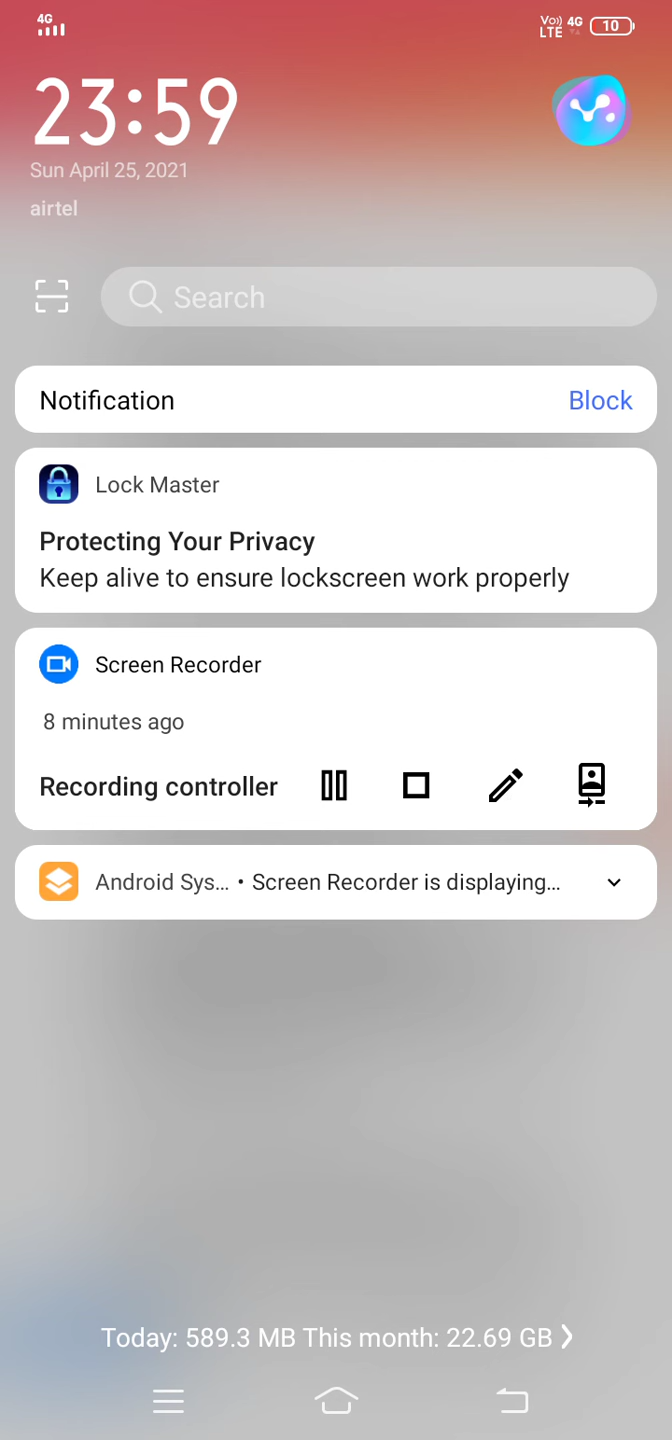 4G
Vo)) LTE 4G 10
23:59
Sun April 25, 2021
airtel
Search
Notification Block
Lock Master
Protecting Your Privacy
Keep alive to ensure lockscreen work properly
Screen Recorder
8 minutes ago
Recording controller
Android Sys... • Screen Recorder is displaying...
Today: 589.3 MB This month: 22.69 GB